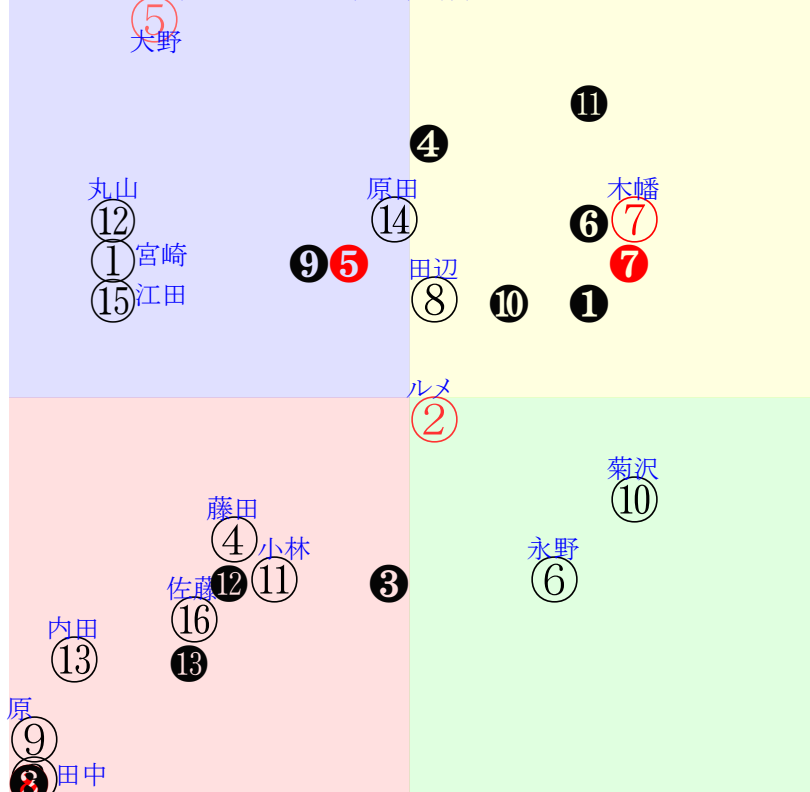 ⑤
大野
⓫
❹
丸山 原田 木幡
⑫ ⑭ ❻ ⑦
① 宮崎 ❾ ❺ 田辺 ❼
⑮ 江田 ⑧ ❿ ❶
ルメ
②
菊沢
⑩
藤田
④ 小林 永野
佐藤 ⓬ ⑪ ❸ ⑥
⑯
内田
⑬ ⓭
原
⑨
田中